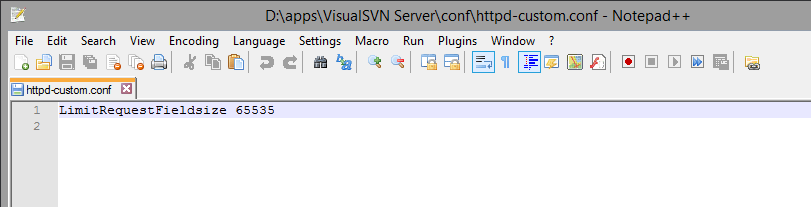 D:\apps\VisualSVN Server\conf\httpd-custom.conf - Notepad++
File Edit Search View Encoding Language Settings Macro Run Plugins Window ?
httpd-custom.conf
1 LimitRequestFieldsize 65535
2